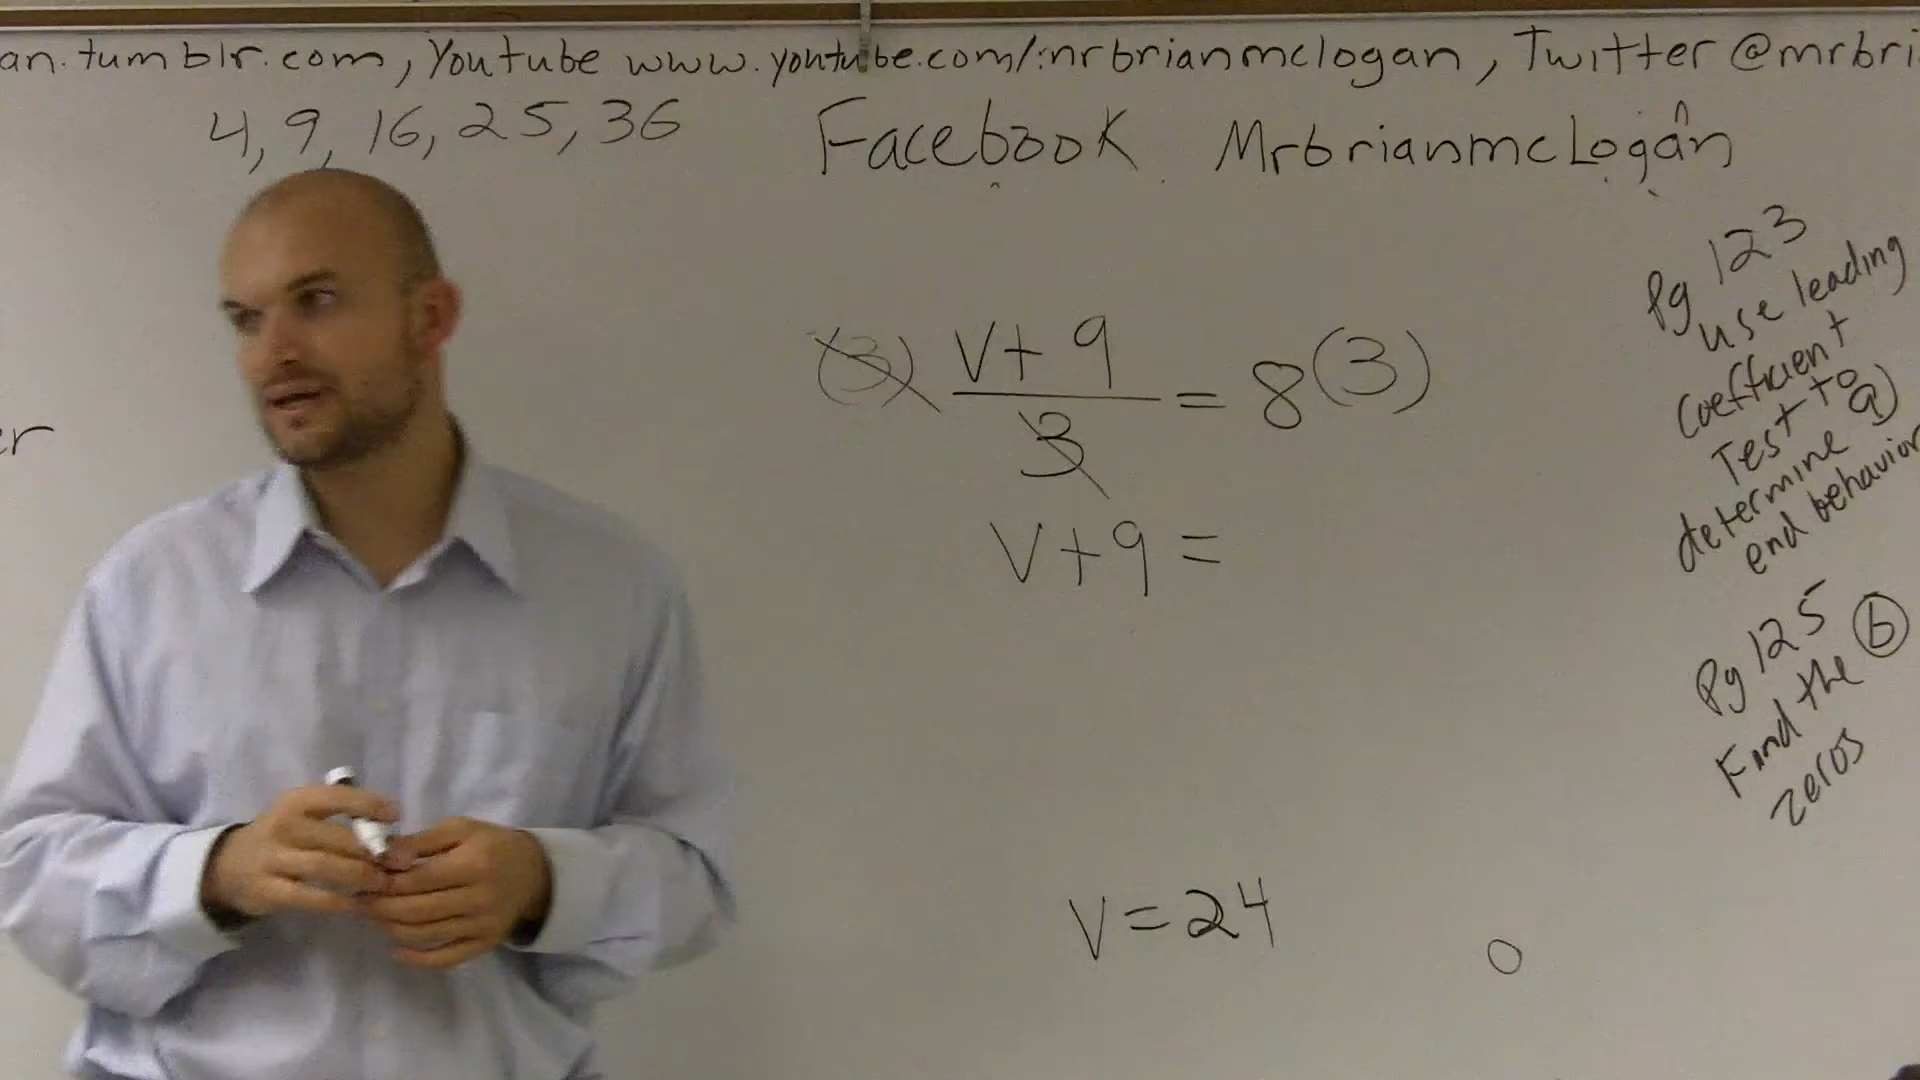 an.tumblr.com, Youtube www.youtube.com/mrbrianmclogan, Twitter @mrbri
4, 9, 16, 25, 36
Facebook MrbrianmcLogan
(3) V+9/3 = 8(3)
V+9=
V=24
O
er
Pg 123
use leading
coefficient
Test to
determine a)
end behavior
Pg 125 b
Find the
zeros